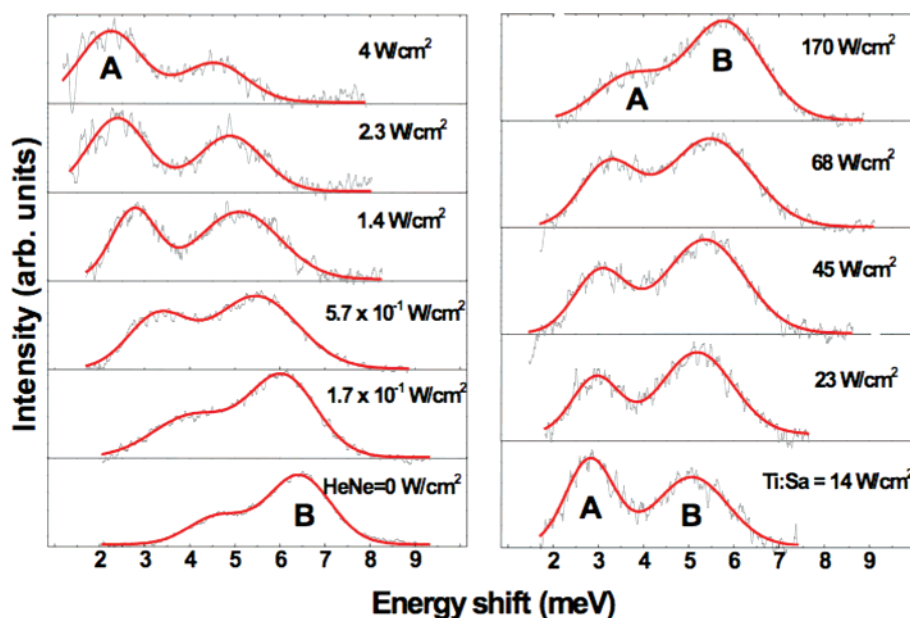 Intensity (arb. units)
4 W/cm²
A
2.3 W/cm²
1.4 W/cm²
5.7 x 10⁻¹ W/cm²
1.7 x 10⁻¹ W/cm²
HeNe=0 W/cm²
B
1 2 3 4 5 6 7 8 9
170 W/cm²
B
A
68 W/cm²
45 W/cm²
23 W/cm²
Ti:Sa = 14 W/cm²
A B
2 3 4 5 6 7 8 9
Energy shift (meV)